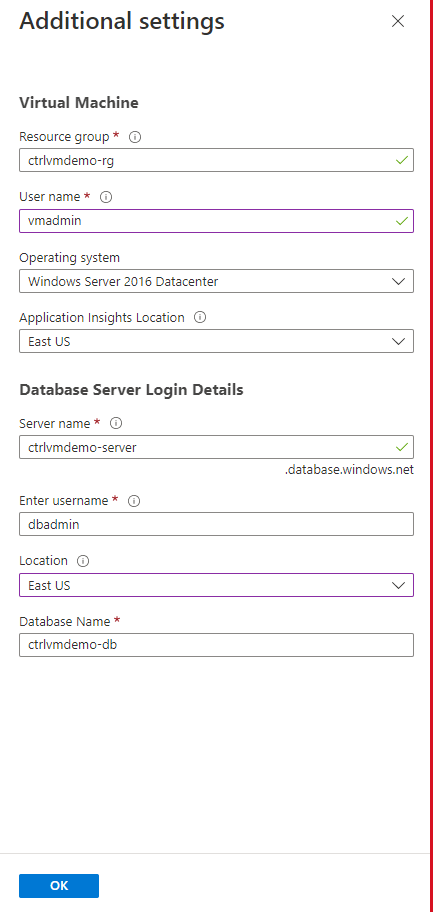 Additional settings
Virtual Machine
Resource group *
ctrlvmdemo-rg
User name *
vmadmin
Operating system
Windows Server 2016 Datacenter
Application Insights Location
East US
Database Server Login Details
Server name *
ctrlvmdemo-server
.database.windows.net
Enter username *
dbadmin
Location
East US
Database Name *
ctrlvmdemo-db
OK